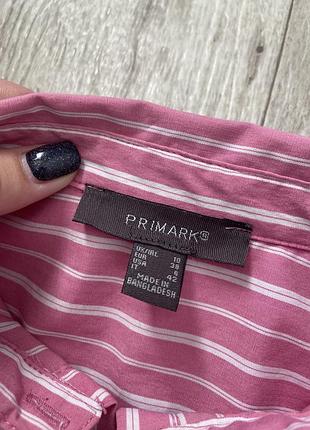 PRIMARK®
UK/IRL 10
EUR 38
USA 6
IT 42
MADE IN
BANGLADESH